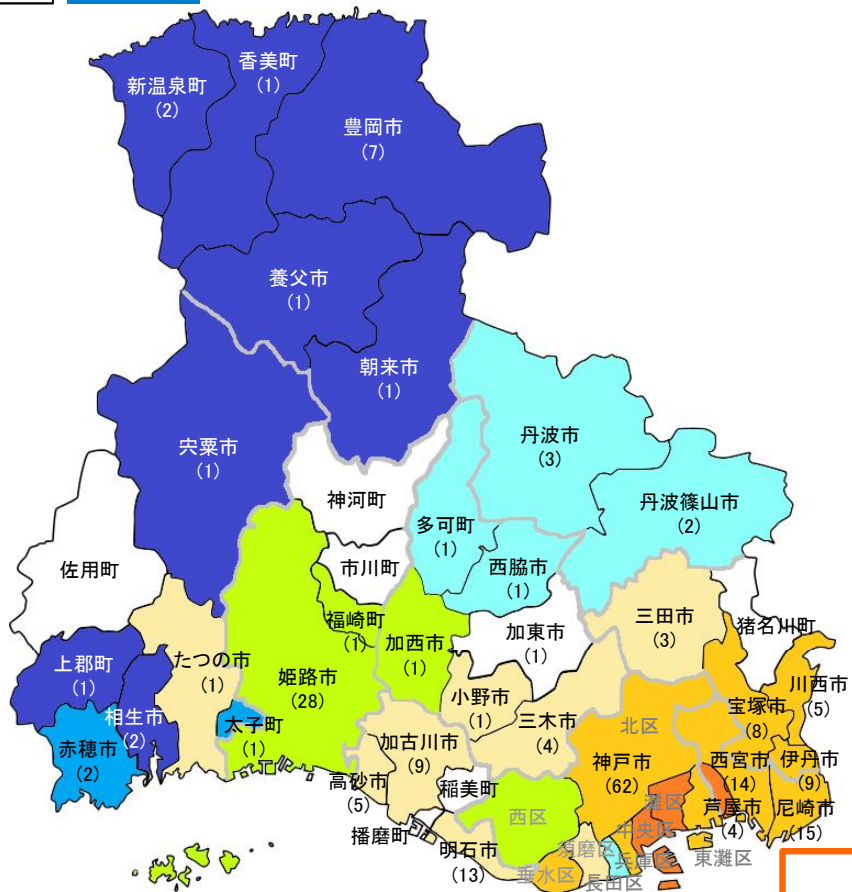 香美町
(1)
新温泉町
(2)
豊岡市
(7)
養父市
(1)
朝来市
(1)
宍粟市
(1)
丹波市
(3)
丹波篠山市
(2)
神河町
多可町
(1)
西脇市
(1)
佐用町
市川町
福崎町
(1)
加西市
(1)
加東市
(1)
三田市
(3)
猪名川町
上郡町
(1)
たつの市
(1)
姫路市
(28)
相生市
(2)
太子町
(1)
赤穂市
(2)
小野市
(1)
三木市
(4)
北区
川西市
(5)
宝塚市
(8)
加古川市
(9)
神戸市
(62)
西宮市
(14)
伊丹市
(9)
高砂市
(5)
稲美町
灘区
芦屋市
(4)
尼崎市
(15)
播磨町
西区
中央区
明石市
(13)
須磨区
兵庫区
東灘区
垂水区
長田区